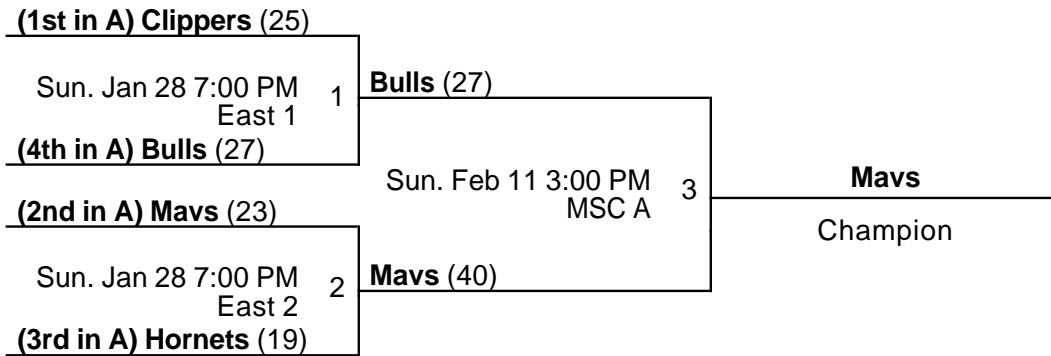 (1st in A) Clippers (25)
Sun. Jan 28 7:00 PM 1
East 1
(4th in A) Bulls (27)
Bulls (27)
(2nd in A) Mavs (23)
Sun. Jan 28 7:00 PM 2
East 2
(3rd in A) Hornets (19)
Mavs (40)
Sun. Feb 11 3:00 PM 3
MSC A
Mavs
Champion